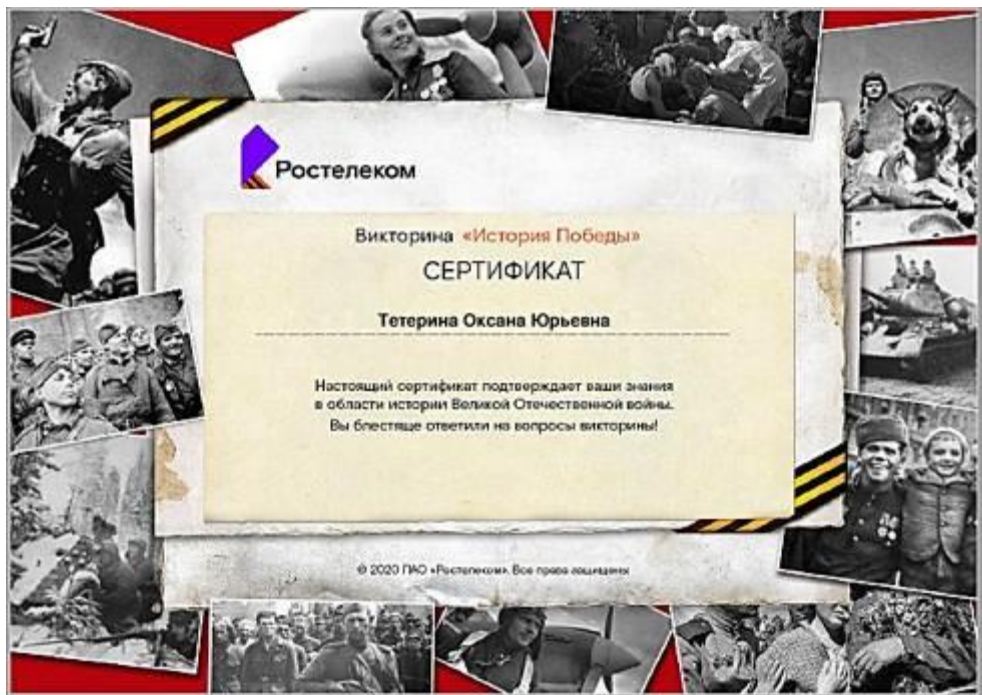 Ростелеком
Викторина «История Победы»
СЕРТИФИКАТ
Тетерина Оксана Юрьевна
Настоящий сертификат подтверждает ваши знания
в области истории Великой Отечественной войны.
Вы блестяще ответили на вопросы викторины!
© 2020 ПАО «Ростелеком». Все права защищены